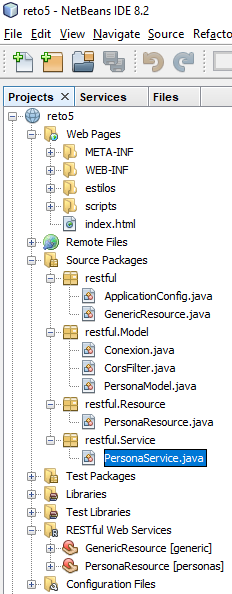 reto5 - NetBeans IDE 8.2
File Edit View Navigate Source Refacto
Projects Services Files
reto5
Web Pages
META-INF
WEB-INF
estilos
scripts
index.html
Remote Files
Source Packages
restful
ApplicationConfig.java
GenericResource.java
restful.Model
Conexion.java
CorsFilter.java
PersonaModel.java
restful.Resource
PersonaResource.java
restful.Service
PersonaService.java
Test Packages
Libraries
Test Libraries
RESTful Web Services
GenericResource [generic]
PersonaResource [personas]
Configuration Files